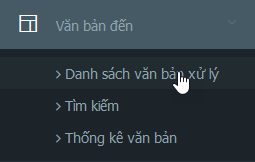 Văn bản đến
Danh sách văn bản xử lý
Tìm kiếm
Thống kê văn bản